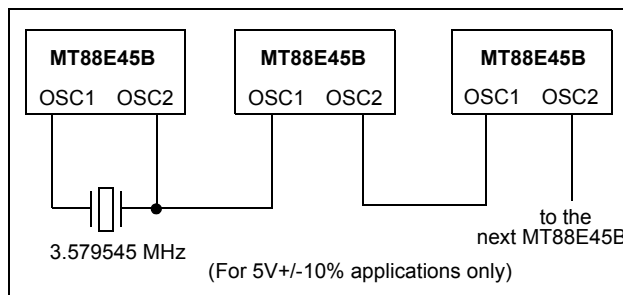 MT88E45B MT88E45B MT88E45B
OSC1 OSC2 OSC1 OSC2 OSC1 OSC2
3.579545 MHz
to the
next MT88E45B
(For 5V+/-10% applications only)